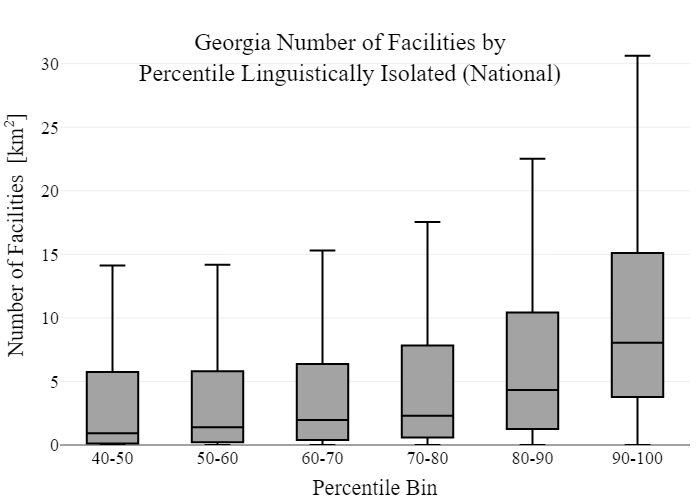 Georgia Number of Facilities by
Percentile Linguistically Isolated (National)
Number of Facilities [km²]
30
25
20
15
10
5
0
40-50 50-60 60-70 70-80 80-90 90-100
Percentile Bin